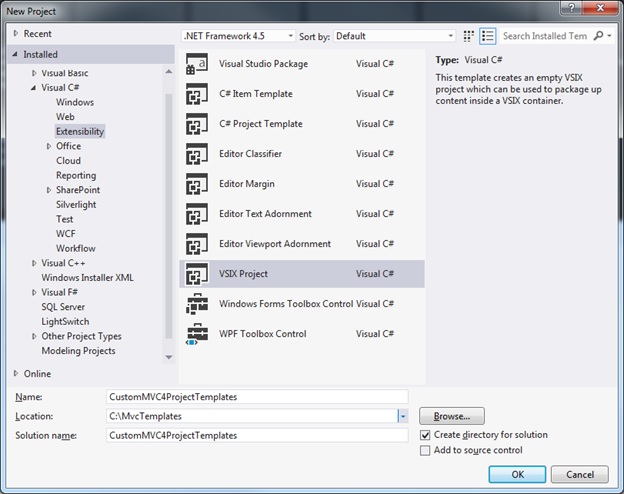 New Project
Recent
.NET Framework 4.5 Sort by: Default Search Installed Tem
Installed
Visual Basic
Visual C#
Windows
Web
Extensibility
Office
Cloud
Reporting
SharePoint
Silverlight
Test
WCF
Workflow
Visual C++
Windows Installer XML
Visual F#
SQL Server
LightSwitch
Other Project Types
Modeling Projects
Online
Visual Studio Package Visual C#
C# Item Template Visual C#
C# Project Template Visual C#
Editor Classifier Visual C#
Editor Margin Visual C#
Editor Text Adornment Visual C#
Editor Viewport Adornment Visual C#
VSIX Project Visual C#
Windows Forms Toolbox Control Visual C#
WPF Toolbox Control Visual C#
Type: Visual C#
This template creates an empty VSIX
project which can be used to package up
content inside a VSIX container.
Name: CustomMVC4ProjectTemplates
Location: C:\MvcTemplates Browse...
Solution name: CustomMVC4ProjectTemplates
Create directory for solution
Add to source control
OK Cancel